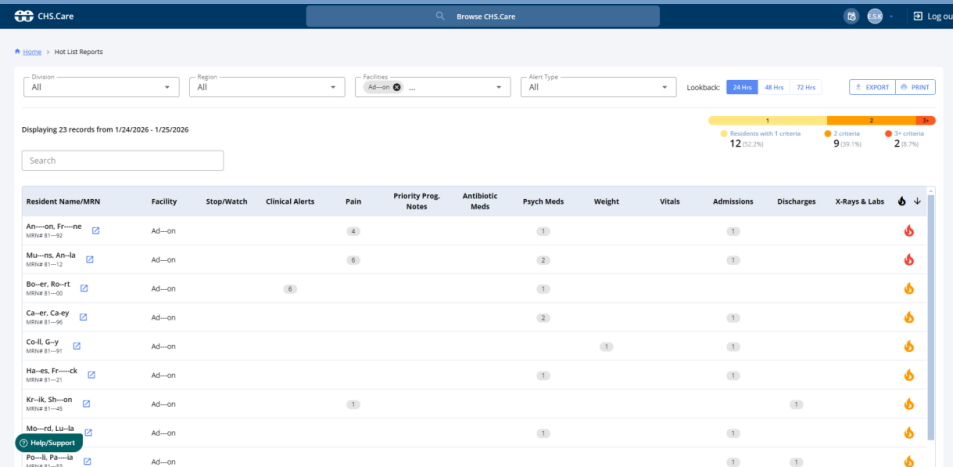 CHS.Care
Browse CHS.Care
ESK
Log ou
Home > Hot List Reports
Division
All
Region
All
Facilities
Ad---on ...
Alert Type
All
Lookback: 24 Hrs 48 Hrs 72 Hrs
EXPORT PRINT
Displaying 23 records from 1/24/2026 - 1/25/2026
1 2 3+
Residents with 1 criteria
12 (52.2%)
2 criteria
9 (39.1%)
3+ criteria
2 (8.7%)
Search
Resident Name/MRN Facility Stop/Watch Clinical Alerts Pain Priority Prog. Notes Antibiotic Meds Psych Meds Weight Vitals Admissions Discharges X-Rays & Labs
An----on, Fr----ne Ad---on 4 1 1
MRN# 81---92
Mu---ns, An--la Ad---on 6 2 1
MRN# 81---12
Bo--er, Ro--rt Ad---on 6 1
MRN# 81---00
Ca--er, Ca-ey Ad---on 2 1
MRN# 81---96
Co-ll, G--y Ad---on 1 1
MRN# 81---91
Ha--es, Fr----ck Ad---on 1 1
MRN# 81---21
Kr--ik, Sh---on Ad---on 1 1
MRN# 81---45
Mo---rd, Lu--la Ad---on 1 1
Help/Support
Po---li, Pa----ia Ad---on 1 1